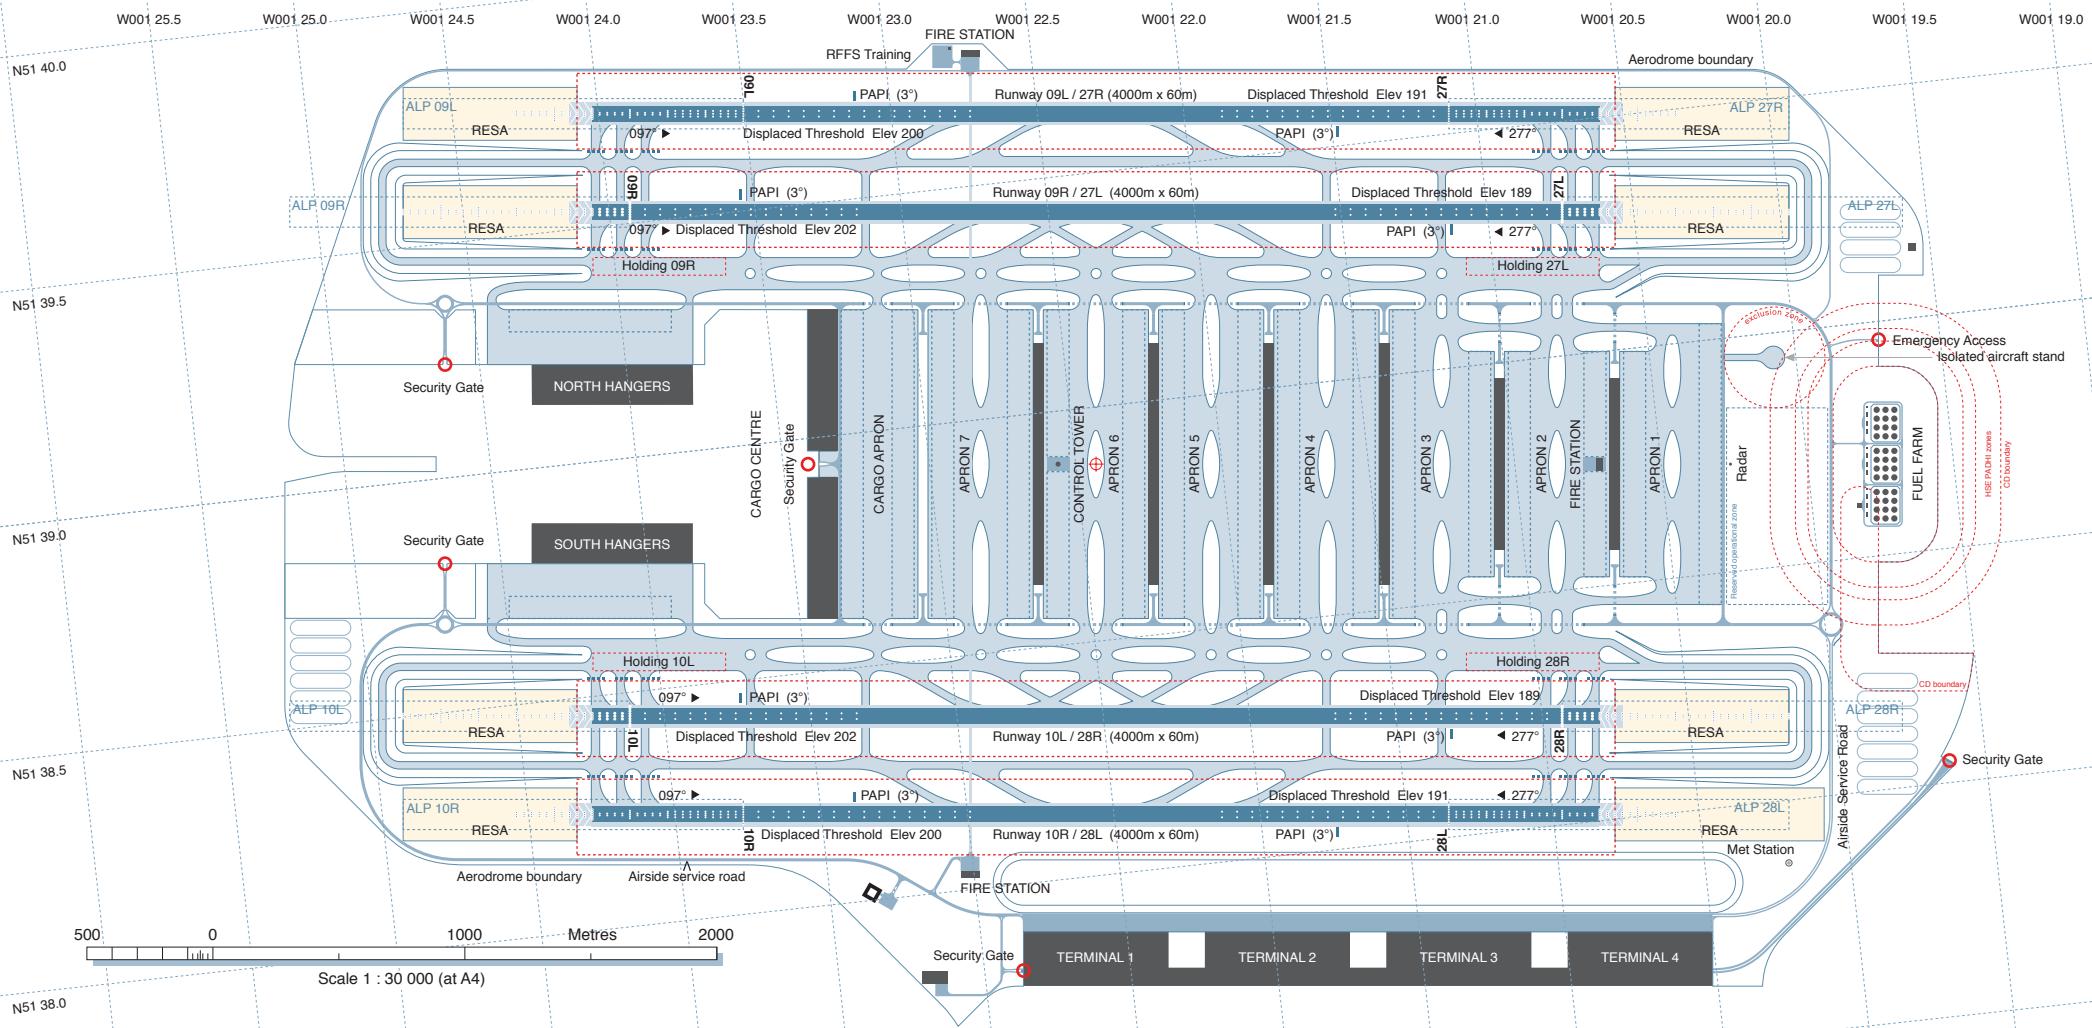 W001 25.5
W001 25.0
W001 24.5
W001 24.0
W001 23.5
W001 23.0
W001 22.5
W001 22.0
W001 21.5
W001 21.0
W001 20.5
W001 20.0
W001 19.5
W001 19.0
FIRE STATION
RFFS Training
Aerodrome boundary
N51 40.0
ALP 09L
RESA
09L
PAPI (3°)
Runway 09L / 27R (4000m x 60m)
Displaced Threshold Elev 191
27R
ALP 27R
RESA
097°
Displaced Threshold Elev 200
PAPI (3°)
277°
ALP 09R
RESA
09R
PAPI (3°)
Runway 09R / 27L (4000m x 60m)
Displaced Threshold Elev 189
27L
ALP 27L
RESA
097°
Displaced Threshold Elev 202
PAPI (3°)
277°
Holding 09R
Holding 27L
N51 39.5
exclusion zone
Emergency Access
Isolated aircraft stand
Security Gate
NORTH HANGERS
CARGO CENTRE
Security Gate
CARGO APRON
APRON 7
CONTROL TOWER
APRON 6
APRON 5
APRON 4
APRON 3
APRON 2
FIRE STATION
APRON 1
Radar
Reserved operational zone
FUEL FARM
HSE PADHI zones
CD boundary
N51 39.0
Security Gate
SOUTH HANGERS
Holding 10L
Holding 28R
CD boundary
097°
PAPI (3°)
Displaced Threshold Elev 189
ALP 10L
RESA
10L
Displaced Threshold Elev 202
Runway 10L / 28R (4000m x 60m)
PAPI (3°)
277°
28R
RESA
ALP 28R
Airside Service Road
Security Gate
N51 38.5
097°
PAPI (3°)
Displaced Threshold Elev 191
277°
ALP 10R
RESA
10R
Displaced Threshold Elev 200
Runway 10R / 28L (4000m x 60m)
PAPI (3°)
28L
ALP 28L
RESA
Met Station
Aerodrome boundary
Airside service road
FIRE STATION
500
0
1000
Metres
2000
Scale 1 : 30 000 (at A4)
Security Gate
TERMINAL 1
TERMINAL 2
TERMINAL 3
TERMINAL 4
N51 38.0